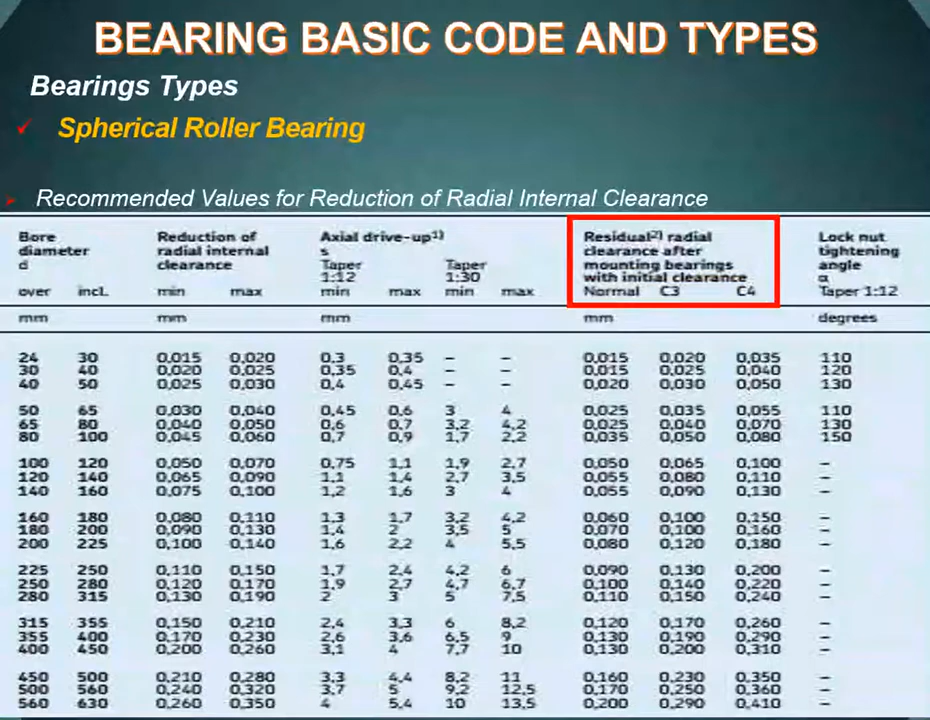 BEARING BASIC CODE AND TYPES
Bearings Types
Spherical Roller Bearing
Recommended Values for Reduction of Radial Internal Clearance
Bore Reduction of Axial drive-up1) Residual2) radial Lock nut
diameter radial internal s clearance after tightening
d clearance Taper Taper mounting bearings angle
1:12 1:30 with initial clearance α
over incl. min max min max min max Normal C3 C4 Taper 1:12
mm mm mm mm degrees
24 30 0,015 0,020 0,3 0,35 – – 0,015 0,020 0,035 110
30 40 0,020 0,025 0,35 0,4 – – 0,015 0,025 0,040 120
40 50 0,025 0,030 0,4 0,45 – – 0,020 0,030 0,050 130
50 65 0,030 0,040 0,45 0,6 3 4 0,025 0,035 0,055 110
65 80 0,040 0,050 0,6 0,7 3,2 4,2 0,025 0,040 0,070 130
80 100 0,045 0,060 0,7 0,9 1,7 2,2 0,035 0,050 0,080 150
100 120 0,050 0,070 0,75 1,1 1,9 2,7 0,050 0,065 0,100 –
120 140 0,065 0,090 1,1 1,4 2,7 3,5 0,055 0,080 0,110 –
140 160 0,075 0,100 1,2 1,6 3 4 0,055 0,090 0,130 –
160 180 0,080 0,110 1,3 1,7 3,2 4,2 0,060 0,100 0,150 –
180 200 0,090 0,130 1,4 2 3,5 5 0,070 0,100 0,160 –
200 225 0,100 0,140 1,6 2,2 4 5,5 0,080 0,120 0,180 –
225 250 0,110 0,150 1,7 2,4 4,2 6 0,090 0,130 0,200 –
250 280 0,120 0,170 1,9 2,7 4,7 6,7 0,100 0,140 0,220 –
280 315 0,130 0,190 2 3 5 7,5 0,110 0,150 0,240 –
315 355 0,150 0,210 2,4 3,3 6 8,2 0,120 0,170 0,260 –
355 400 0,170 0,230 2,6 3,6 6,5 9 0,130 0,190 0,290 –
400 450 0,200 0,260 3,1 4 7,7 10 0,130 0,200 0,310 –
450 500 0,210 0,280 3,3 4,4 8,2 11 0,160 0,230 0,350 –
500 560 0,240 0,320 3,7 5 9,2 12,5 0,170 0,250 0,360 –
560 630 0,260 0,350 4 5,4 10 13,5 0,200 0,290 0,410 –